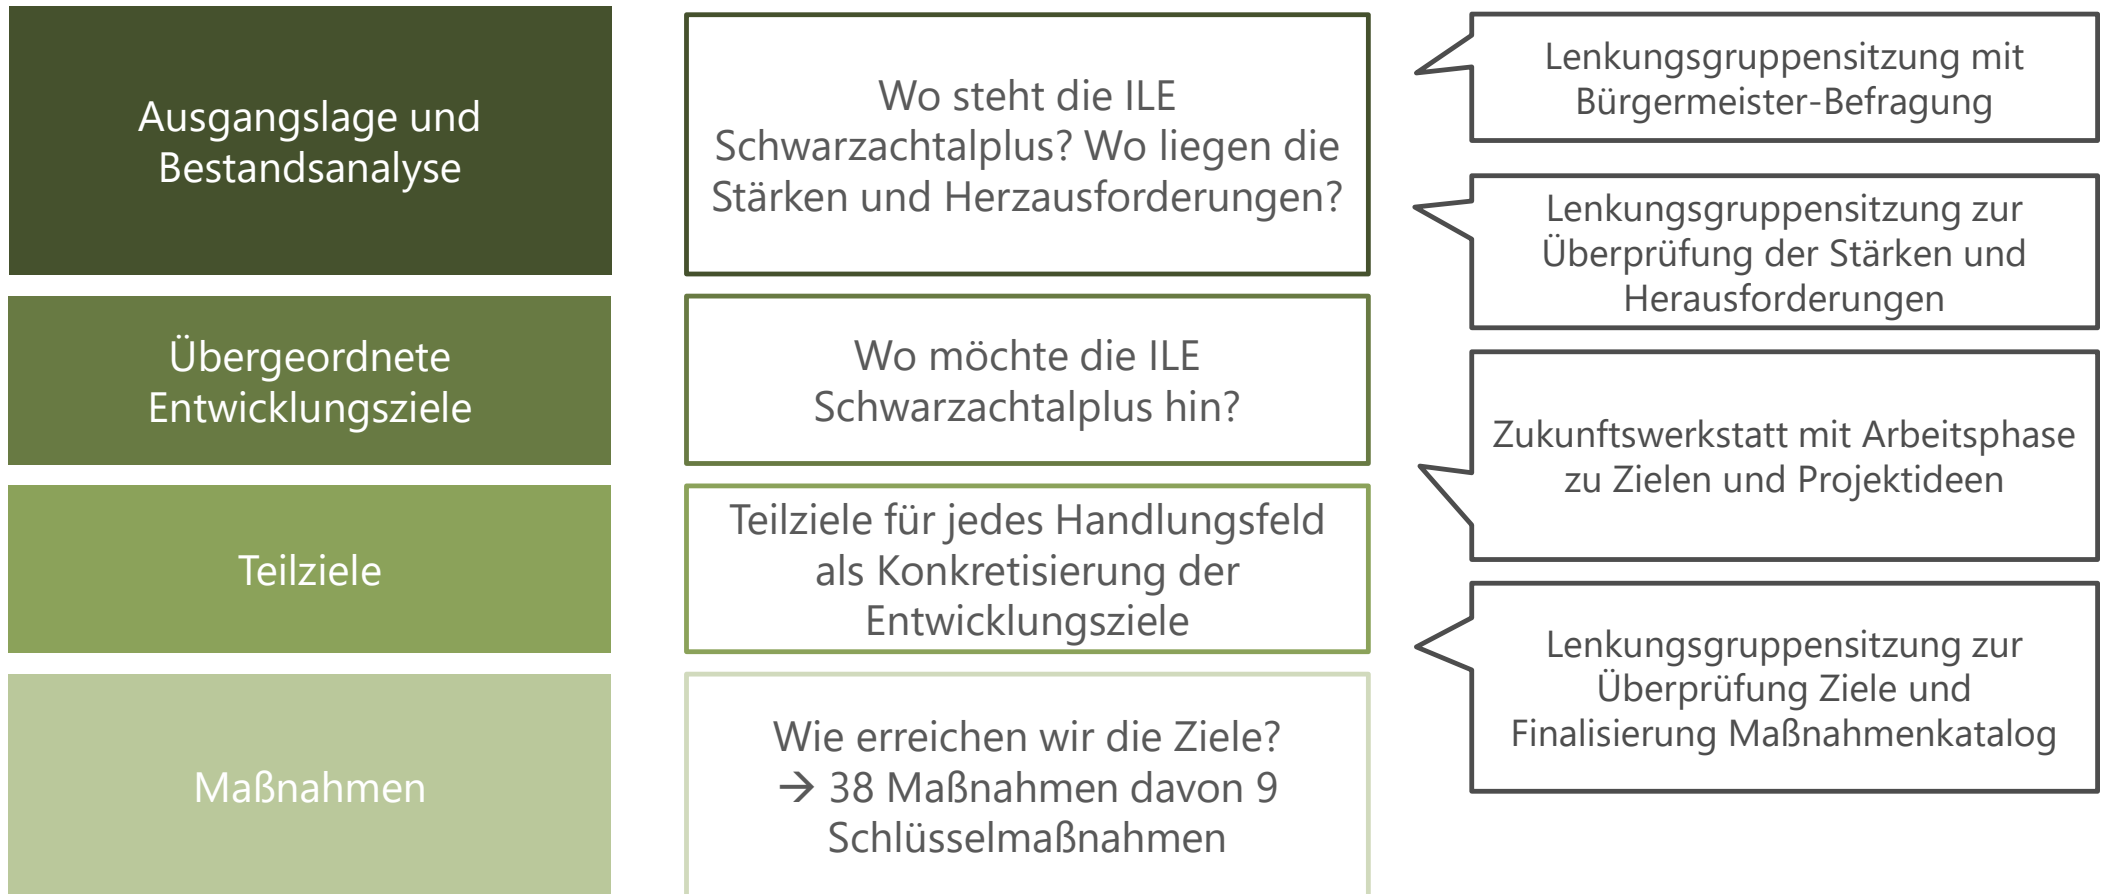 Ausgangslage und
Bestandsanalyse
Wo steht die ILE
Schwarzachtalplus? Wo liegen die
Stärken und Herzausforderungen?
Lenkungsgruppensitzung mit
Bürgermeister-Befragung
Lenkungsgruppensitzung zur
Überprüfung der Stärken und
Herausforderungen
Übergeordnete
Entwicklungsziele
Wo möchte die ILE
Schwarzachtalplus hin?
Zukunftswerkstatt mit Arbeitsphase
zu Zielen und Projektideen
Teilziele
Teilziele für jedes Handlungsfeld
als Konkretisierung der
Entwicklungsziele
Lenkungsgruppensitzung zur
Überprüfung Ziele und
Finalisierung Maßnahmenkatalog
Maßnahmen
Wie erreichen wir die Ziele?
→ 38 Maßnahmen davon 9
Schlüsselmaßnahmen